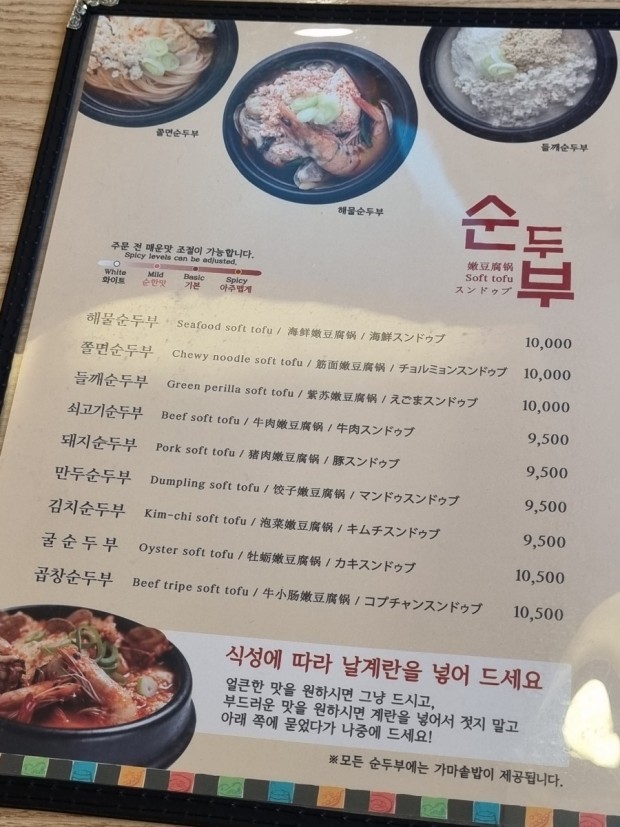 쫄면순두부
해물순두부
들깨순두부
순두부
嫩豆腐锅
Soft tofu
スンドゥブ
주문 전 매운맛 조절이 가능합니다.
Spicy levels can be adjusted.
White Mild Basic Spicy
화이트 순한맛 기본 아주맵게
해물순두부 Seafood soft tofu / 海鲜嫩豆腐锅 / 海鮮スンドゥブ 10,000
쫄면순두부 Chewy noodle soft tofu / 筋面嫩豆腐锅 / チョルミョンスンドゥブ 10,000
들깨순두부 Green perilla soft tofu / 紫苏嫩豆腐锅 / えごまスンドゥブ 10,000
쇠고기순두부 Beef soft tofu / 牛肉嫩豆腐锅 / 牛肉スンドゥブ 9,500
돼지순두부 Pork soft tofu / 猪肉嫩豆腐锅 / 豚スンドゥブ 9,500
만두순두부 Dumpling soft tofu / 饺子嫩豆腐锅 / マンドゥスンドゥブ 9,500
김치순두부 Kim-chi soft tofu / 泡菜嫩豆腐锅 / キムチスンドゥブ 9,500
굴순두부 Oyster soft tofu / 牡蛎嫩豆腐锅 / カキスンドゥブ 10,500
곱창순두부 Beef tripe soft tofu / 牛小肠嫩豆腐锅 / コプチャンスンドゥブ 10,500
식성에 따라 날계란을 넣어 드세요
얼큰한 맛을 원하시면 그냥 드시고,
부드러운 맛을 원하시면 계란을 넣어서 젓지 말고
아래 쪽에 묻었다가 나중에 드세요!
※모든 순두부에는 가마솥밥이 제공됩니다.